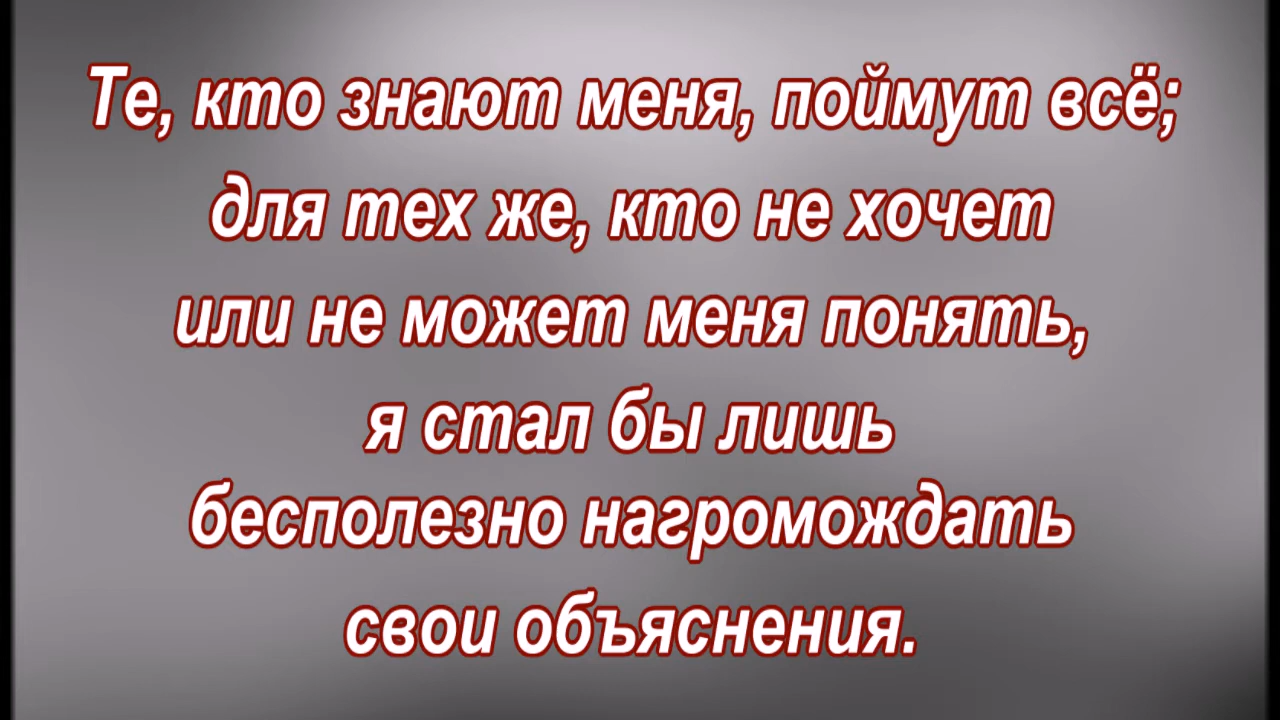 Те, кто знают меня, поймут всё;
для тех же, кто не хочет
или не может меня понять,
я стал бы лишь
бесполезно нагромождать
свои объяснения.